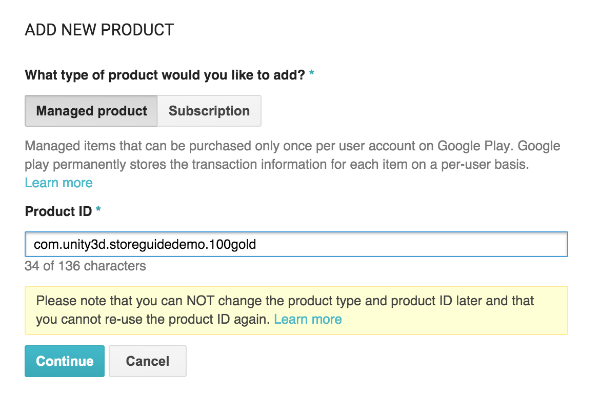 ADD NEW PRODUCT
What type of product would you like to add? *
Managed product Subscription
Managed items that can be purchased only once per user account on Google Play. Google
play permanently stores the transaction information for each item on a per-user basis.
Learn more
Product ID *
com.unity3d.storeguidedemo.100gold
34 of 136 characters
Please note that you can NOT change the product type and product ID later and that
you cannot re-use the product ID again. Learn more
Continue Cancel